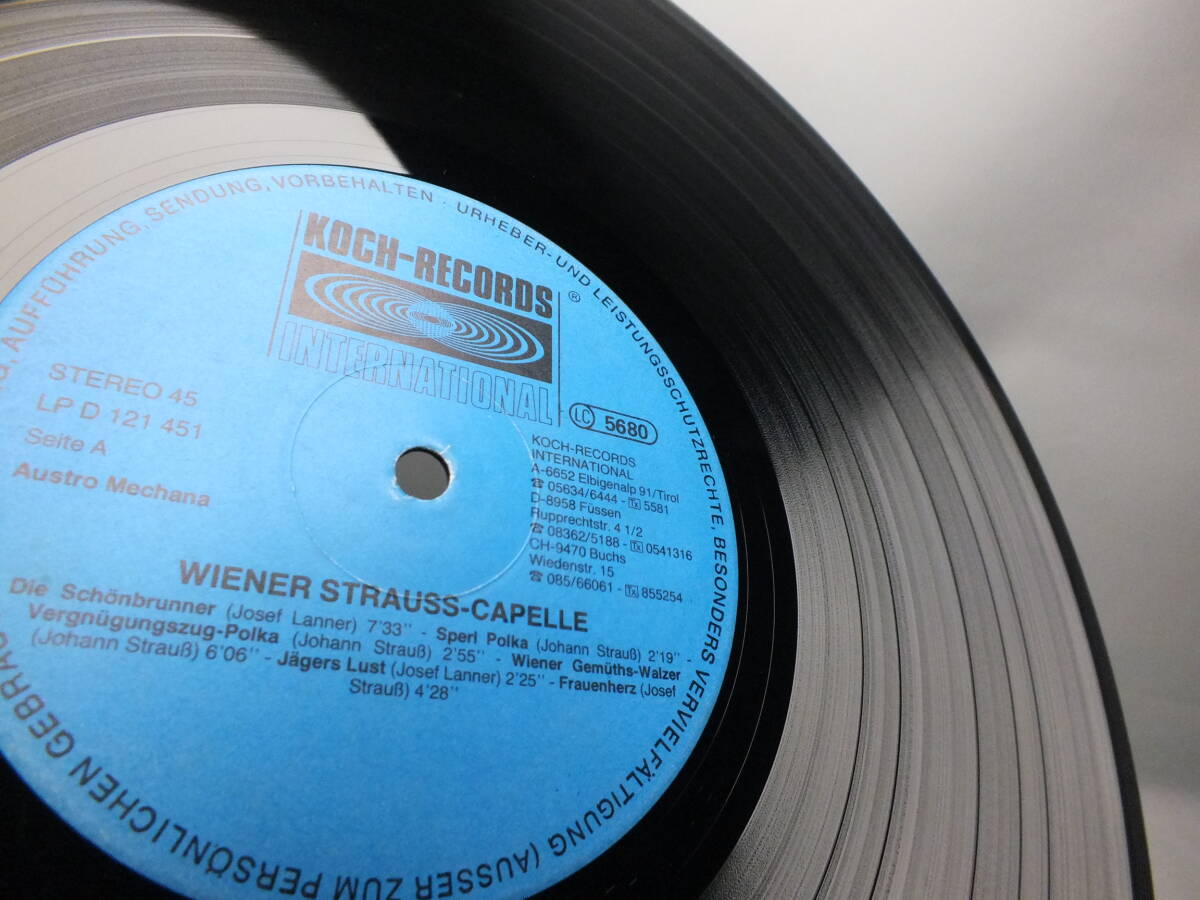 KOCH-RECORDS
INTERNATIONAL
®
LC 5680
STEREO 45
LP D 121 451
Seite A
Austro Mechana
KOCH-RECORDS
INTERNATIONAL
A-6652 Elbigenalp 91/Tirol
☎ 05634/6444 - Tx 5581
D-8958 Füssen
Rupprechtstr. 4 1/2
☎ 08362/5188 - Tx 0541316
CH-9470 Buchs
Wiedenstr. 15
☎ 085/66061 - Tx 855254
WIENER STRAUSS-CAPELLE
Die Schönbrunner (Josef Lanner) 7'33" - Sperl Polka (Johann Strauß) 2'19" -
Vergnügungszug-Polka (Johann Strauß) 2'55" - Wiener Gemüths-Walzer
(Johann Strauß) 6'06" - Jägers Lust (Josef Lanner) 2'25" - Frauenherz (Josef
Strauß) 4'28"
AUFFÜHRUNG, SENDUNG, VORBEHALTEN · URHEBER- UND LEISTUNGSSCHUTZRECHTE, BESONDERS VERVIELFÄLTIGUNG (AUSSER ZUM PERSÖNLICHEN